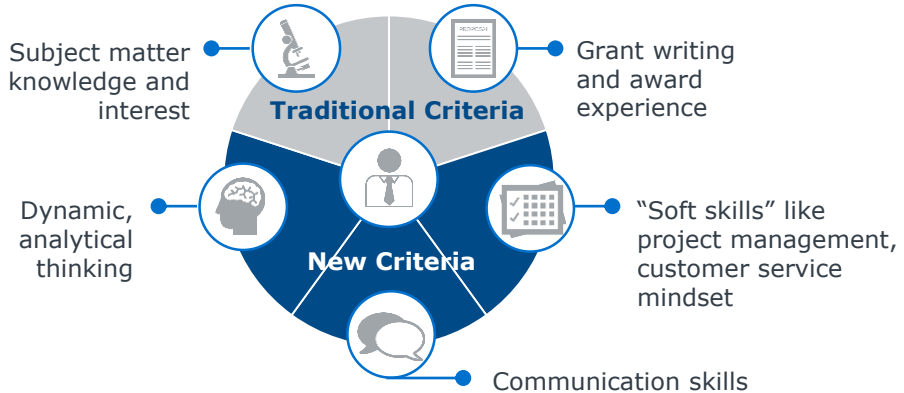 Subject matter
knowledge and
interest
PROPOSAL
Grant writing
and award
experience
Traditional Criteria
Dynamic,
analytical
thinking
"Soft skills" like
project management,
customer service
mindset
New Criteria
Communication skills